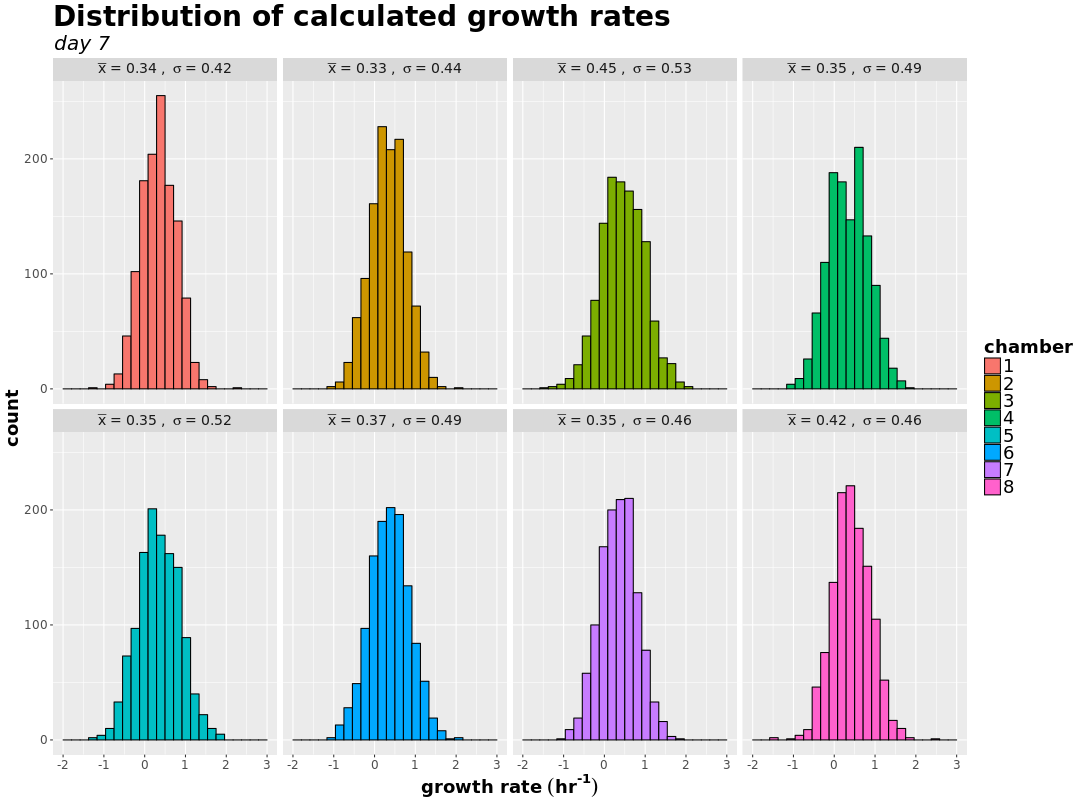 Distribution of calculated growth rates
day 7
x̅ = 0.34 , σ = 0.42
x̅ = 0.33 , σ = 0.44
x̅ = 0.45 , σ = 0.53
x̅ = 0.35 , σ = 0.49
200
100
0
x̅ = 0.35 , σ = 0.52
x̅ = 0.37 , σ = 0.49
x̅ = 0.35 , σ = 0.46
x̅ = 0.42 , σ = 0.46
200
100
0
-2 -1 0 1 2 3
-2 -1 0 1 2 3
-2 -1 0 1 2 3
-2 -1 0 1 2 3
count
growth rate (hr⁻¹)
chamber
1
2
3
4
5
6
7
8